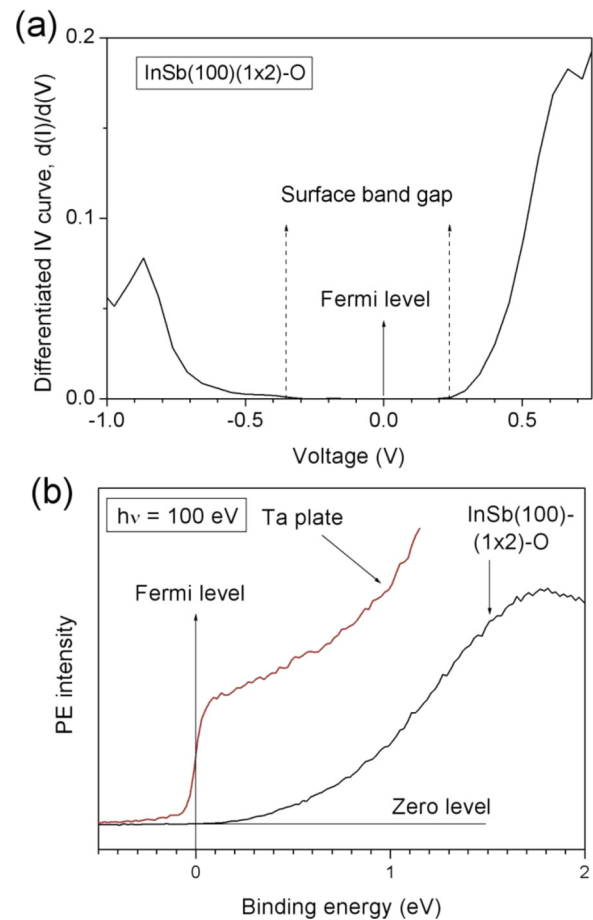 (a)
0.2
0.1
0.0
Differentiated IV curve, d(I)/d(V)
InSb(100)(1x2)-O
Surface band gap
Fermi level
-1.0
-0.5
0.0
0.5
Voltage (V)
(b)
hν = 100 eV
Ta plate
InSb(100)-
(1x2)-O
Fermi level
PE intensity
Zero level
0
1
2
Binding energy (eV)